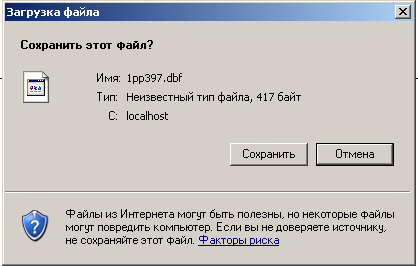 Загрузка файла
Сохранить этот файл?
Имя: 1pp397.dbf
Тип: Неизвестный тип файла, 417 байт
С: localhost
Сохранить Отмена
Файлы из Интернета могут быть полезны, но некоторые файлы
могут повредить компьютер. Если вы не доверяете источнику,
не сохраняйте этот файл. Факторы риска